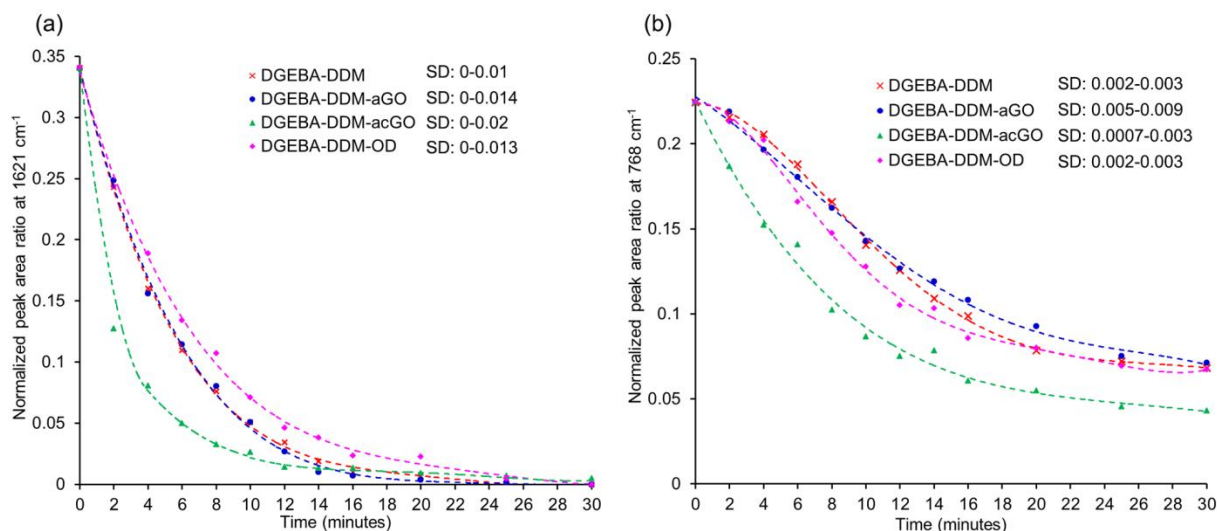 (a)
Normalized peak area ratio at 1621 cm⁻¹
0.35
0.3
0.25
0.2
0.15
0.1
0.05
0
DGEBA-DDM SD: 0-0.01
DGEBA-DDM-aGO SD: 0-0.014
DGEBA-DDM-acGO SD: 0-0.02
DGEBA-DDM-OD SD: 0-0.013
0 2 4 6 8 10 12 14 16 18 20 22 24 26 28 30
Time (minutes)
(b)
Normalized peak area ratio at 768 cm⁻¹
0.25
0.2
0.15
0.1
0.05
0
DGEBA-DDM SD: 0.002-0.003
DGEBA-DDM-aGO SD: 0.005-0.009
DGEBA-DDM-acGO SD: 0.0007-0.003
DGEBA-DDM-OD SD: 0.002-0.003
0 2 4 6 8 10 12 14 16 18 20 22 24 26 28 30
Time (minutes)